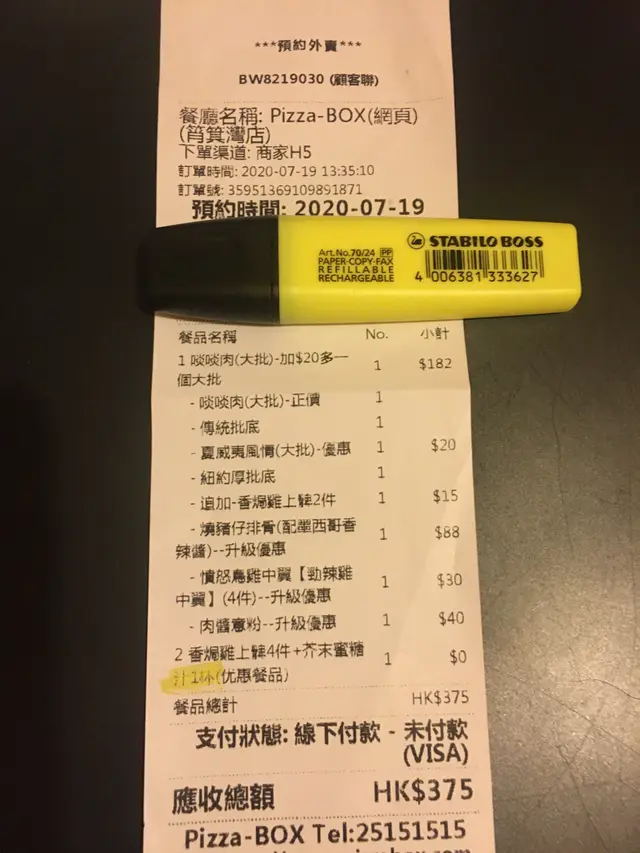 ***預約外賣***
BW8219030 (顧客聯)
餐廳名稱: Pizza-BOX(網頁)
(筲箕灣店)
下單渠道: 商家H5
訂單時間: 2020-07-19 13:35:10
訂單號: 35951369109891871
預約時間: 2020-07-19
STABILO BOSS
Art.No.70/24 PP
PAPER-COPY-FAX
REFILLABLE
RECHARGEABLE
4 006381 333627
餐品名稱 No. 小計
1 啖啖肉(大批)-加$20多一 1 $182
個大批
- 啖啖肉(大批)-正價 1
- 傳統批底 1
- 夏威夷風情(大批)-優惠 1 $20
- 紐約厚批底 1
- 追加-香焗雞上髀2件 1 $15
- 燒豬仔排骨(配墨西哥香 1 $88
辣醬)--升級優惠
- 憤怒鳥雞中翼【勁辣雞 1 $30
中翼】(4件)--升級優惠
- 肉醬意粉--升級優惠 1 $40
2 香焗雞上髀4件+芥末蜜糖 1 $0
汁1杯(优惠餐品)
餐品總計 HK$375
支付狀態: 線下付款 - 未付款
(VISA)
應收總額 HK$375
Pizza-BOX Tel:25151515